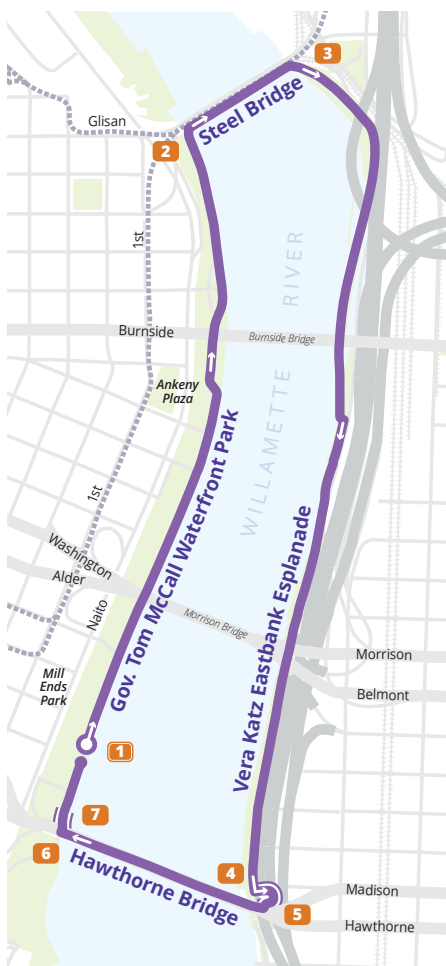 3
Steel Bridge
Glisan
2
1st
WILLAMETTE RIVER
Burnside
Burnside Bridge
Ankeny
Plaza
1st
Gov. Tom McCall Waterfront Park
Vera Katz Eastbank Esplanade
Washington
Alder
Naito
Morrison Bridge
Morrison
Belmont
Mill
Ends
Park
1
7
6
Hawthorne Bridge
4
5
Madison
Hawthorne